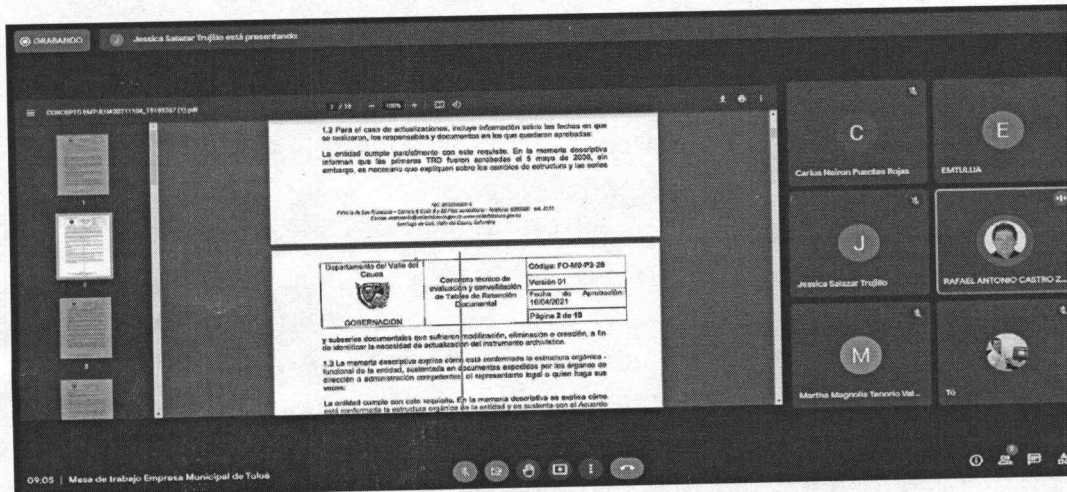 GRABANDO
J Jessica Salazar Trujillo está presentando
CONCEPTO EMP
2 / 19 - 100% +
1.2 Para el caso de actualizaciones, incluye información sobre las fechas en que
se realizaron, los responsables y documentos en los que quedaron aprobadas:
La entidad cumple parcialmente con este requisito. En la memoria descriptiva
informan que las primeras TRD fueron aprobadas el 5 mayo de 2008, sin
embargo, es necesario que expliquen sobre los cambios de estructura y las series
Santiago de Cali, Valle del Cauca, Colombia
Departamento del Valle del
Cauca
GOBERNACION
Concepto técnico de
evaluación y convalidación
de Tablas de Retención
Documental
Código: FO-M9-P3-28
Versión 01
Fecha de Aprobación
16/04/2021
Página 2 de 19
y subseries documentales que sufrieron modificación, eliminación o creación, a fin
de identificar la necesidad de actualización del instrumento archivístico.
1.3 La memoria descriptiva explica cómo está conformada la estructura orgánica -
funcional de la entidad, sustentada en documentos expedidos por los órganos de
dirección o administración competentes, el representante legal o quien haga sus
veces:
La entidad cumple con este requisito. En la memoria descriptiva se explica cómo
está conformada la estructura orgánica de la entidad y se sustenta con el Acuerdo
C
Carlos Neiron Puentes Rojas
E
EMTULUA
J
Jessica Salazar Trujillo
RAFAEL ANTONIO CASTRO Z...
M
Martha Magnolia Tenorio Val...
To
09:05 | Mesa de trabajo Empresa Municipal de Tuluá